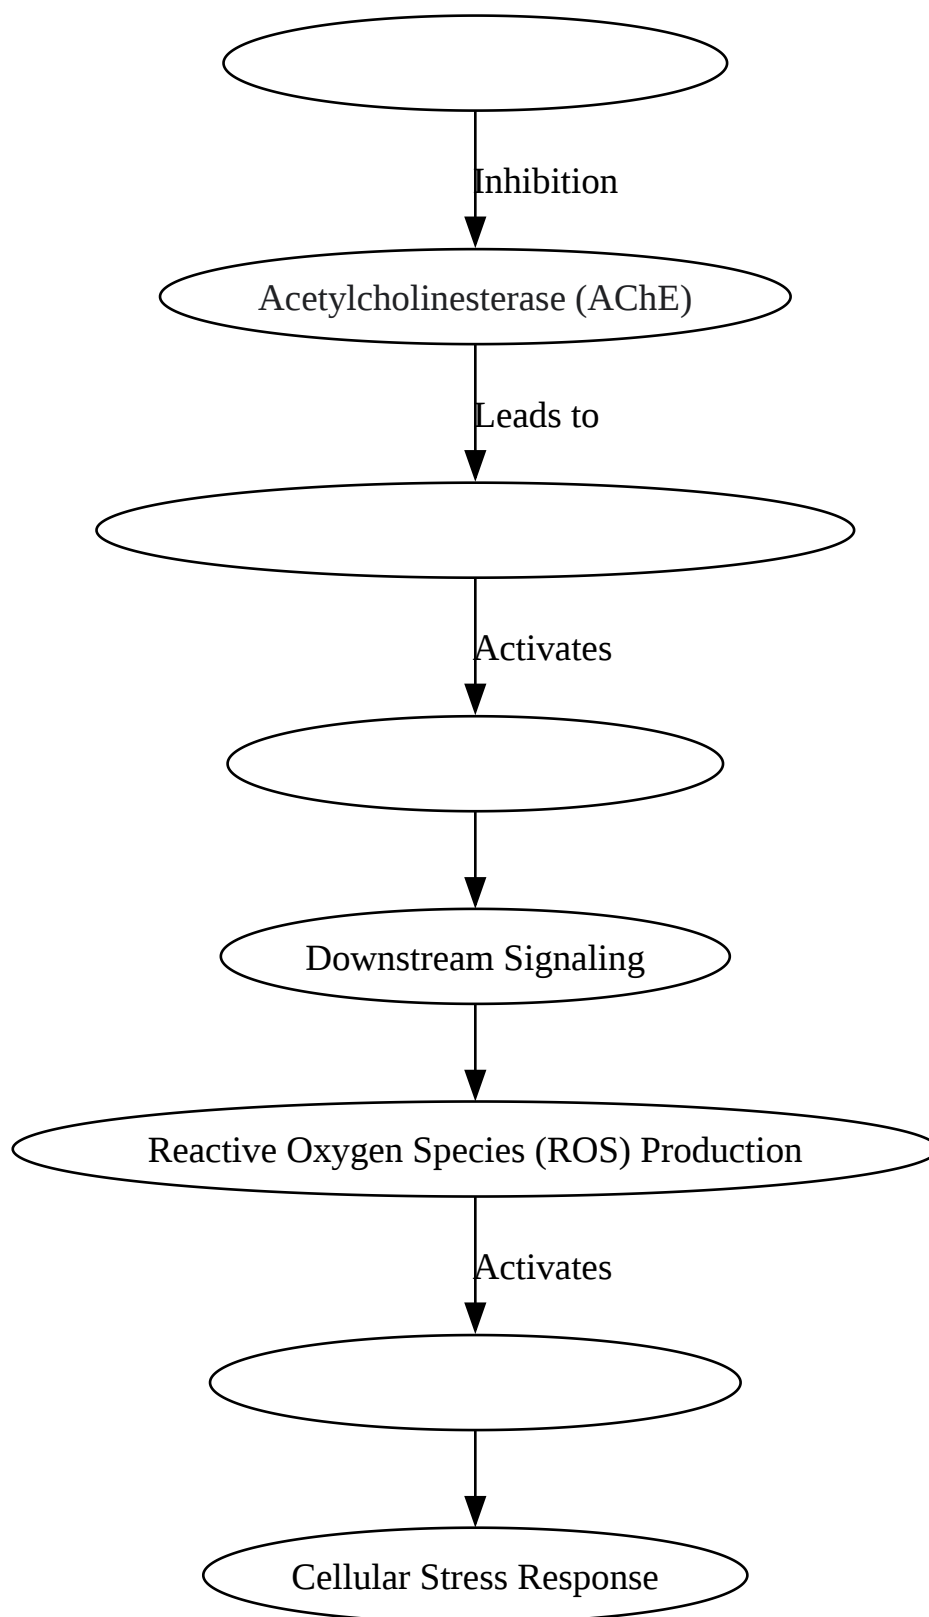 Inhibition
Acetylcholinesterase (AChE)
Leads to
Activates
Downstream Signaling
Reactive Oxygen Species (ROS) Production
Activates
Cellular Stress Response